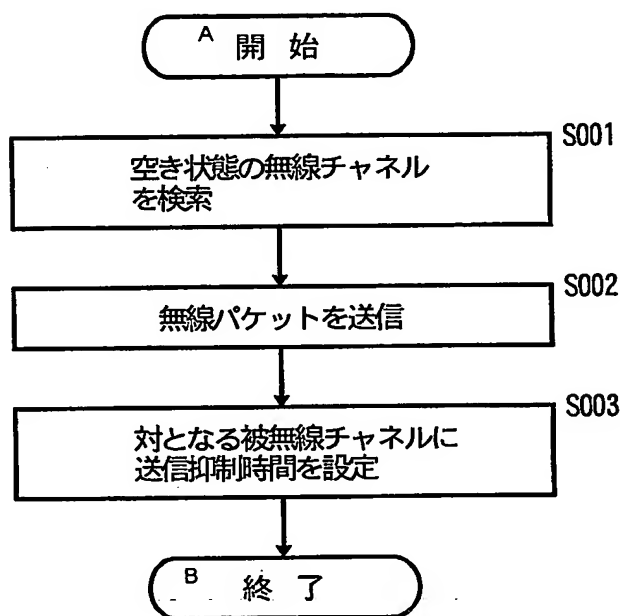 A 開 始
S001
空き状態の無線チャネル
を検索
S002
無線パケットを送信
S003
対となる被無線チャネルに
送信抑制時間を設定
B 終 了